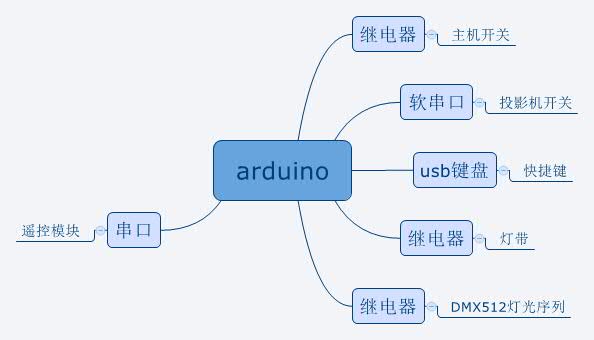 继电器 主机开关
软串口 投影机开关
arduino
usb键盘 快捷键
遥控模块 串口
继电器 灯带
继电器 DMX512灯光序列